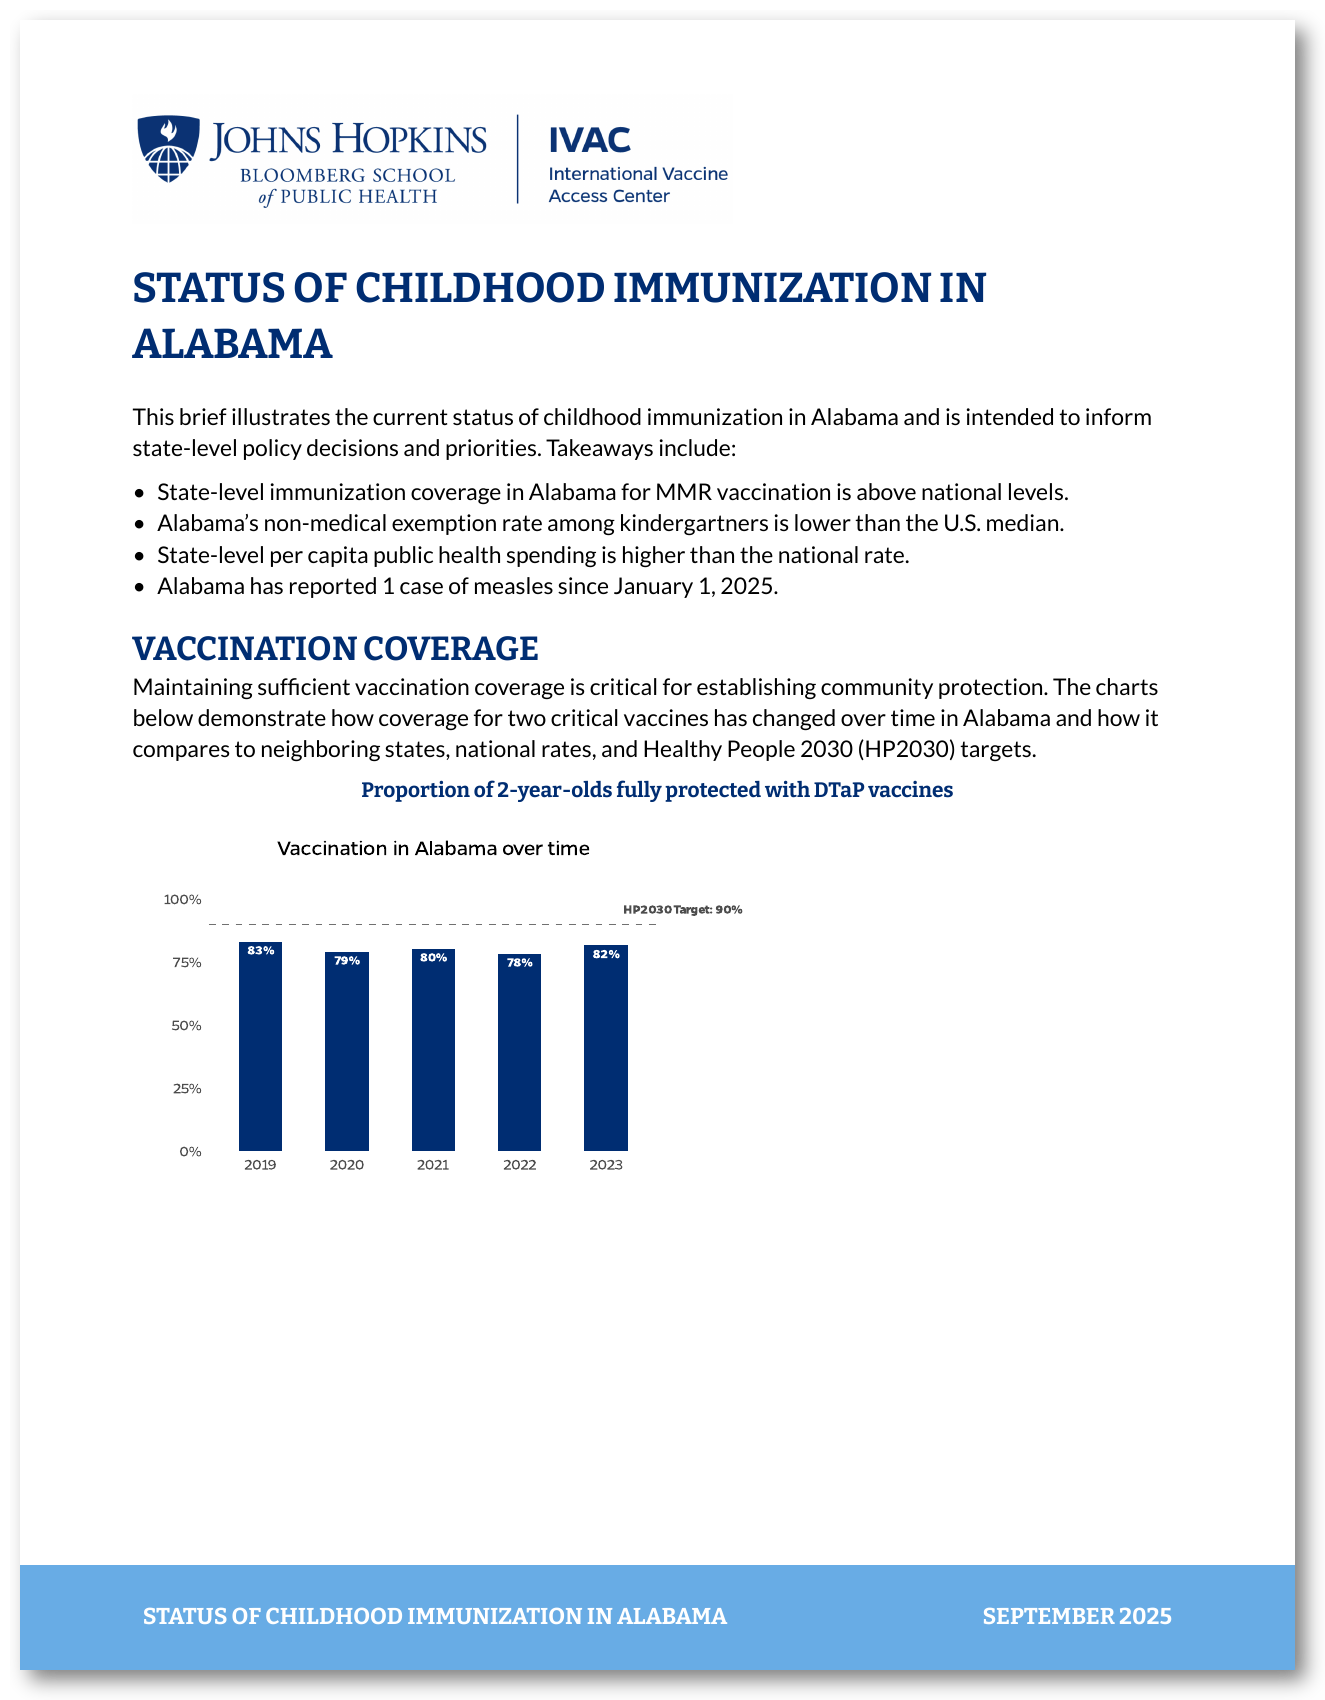 JOHNS HOPKINS
BLOOMBERG SCHOOL
of PUBLIC HEALTH
IVAC
International Vaccine
Access Center
STATUS OF CHILDHOOD IMMUNIZATION IN
ALABAMA
This brief illustrates the current status of childhood immunization in Alabama and is intended to inform
state-level policy decisions and priorities. Takeaways include:
• State-level immunization coverage in Alabama for MMR vaccination is above national levels.
• Alabama’s non-medical exemption rate among kindergartners is lower than the U.S. median.
• State-level per capita public health spending is higher than the national rate.
• Alabama has reported 1 case of measles since January 1, 2025.
VACCINATION COVERAGE
Maintaining sufficient vaccination coverage is critical for establishing community protection. The charts
below demonstrate how coverage for two critical vaccines has changed over time in Alabama and how it
compares to neighboring states, national rates, and Healthy People 2030 (HP2030) targets.
Proportion of 2-year-olds fully protected with DTaP vaccines
Vaccination in Alabama over time
100%
HP2030 Target: 90%
83%
79%
80%
78%
82%
75%
50%
25%
0%
2019 2020 2021 2022 2023
STATUS OF CHILDHOOD IMMUNIZATION IN ALABAMA SEPTEMBER 2025